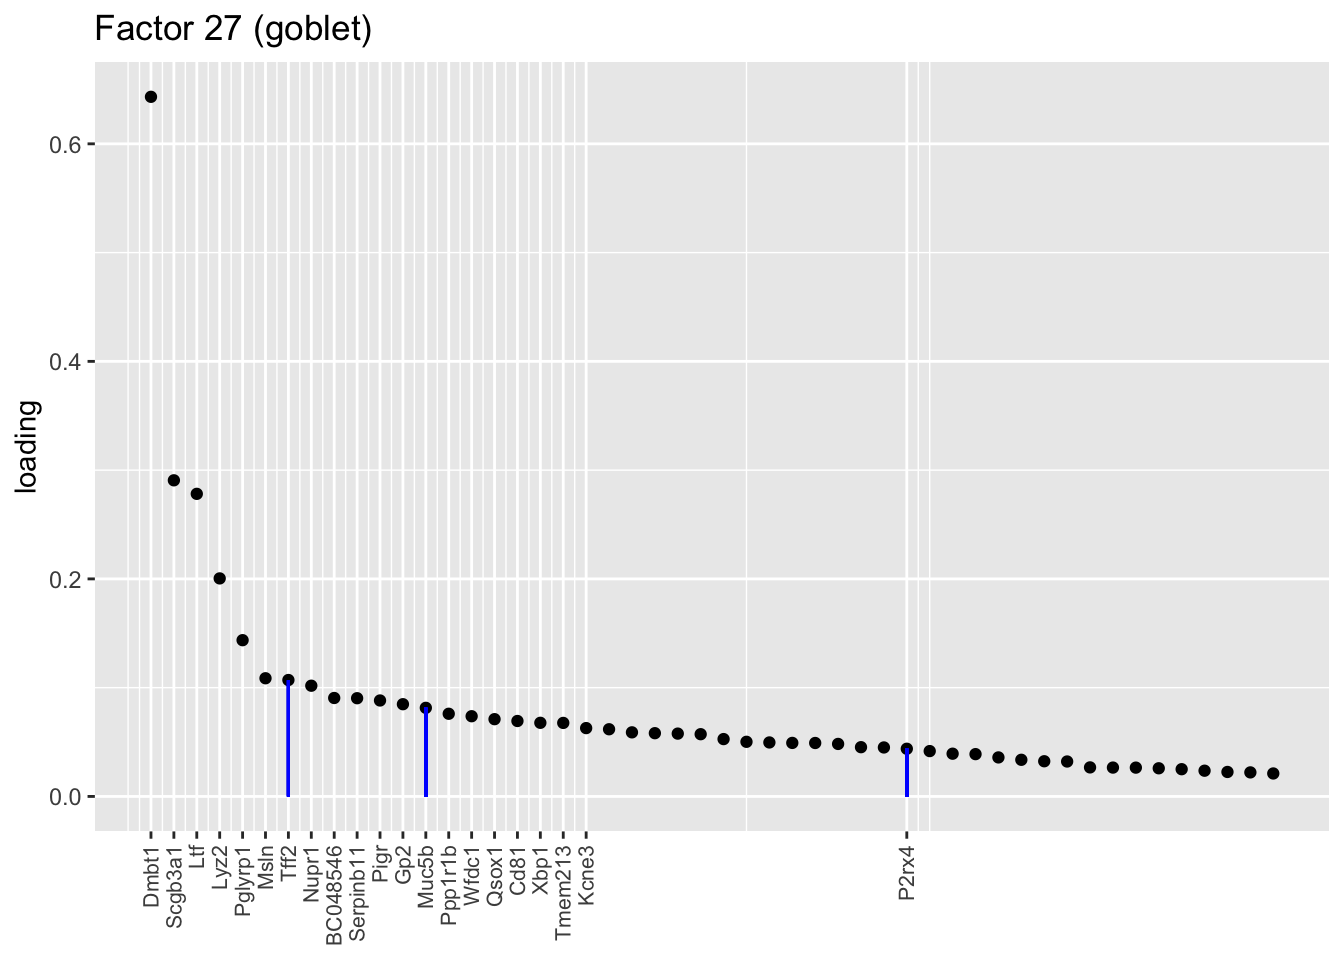 Factor 27 (goblet)
loading
0.6
0.4
0.2
0.0
Dmbt1
Scgb3a1
Ltf
Lyz2
Pglyrp1
Msln
Tff2
Nupr1
BC048546
Serpinb11
Pigr
Gp2
Muc5b
Ppp1r1b
Wfdc1
Qsox1
Cd81
Xbp1
Tmem213
Kcne3
P2rx4